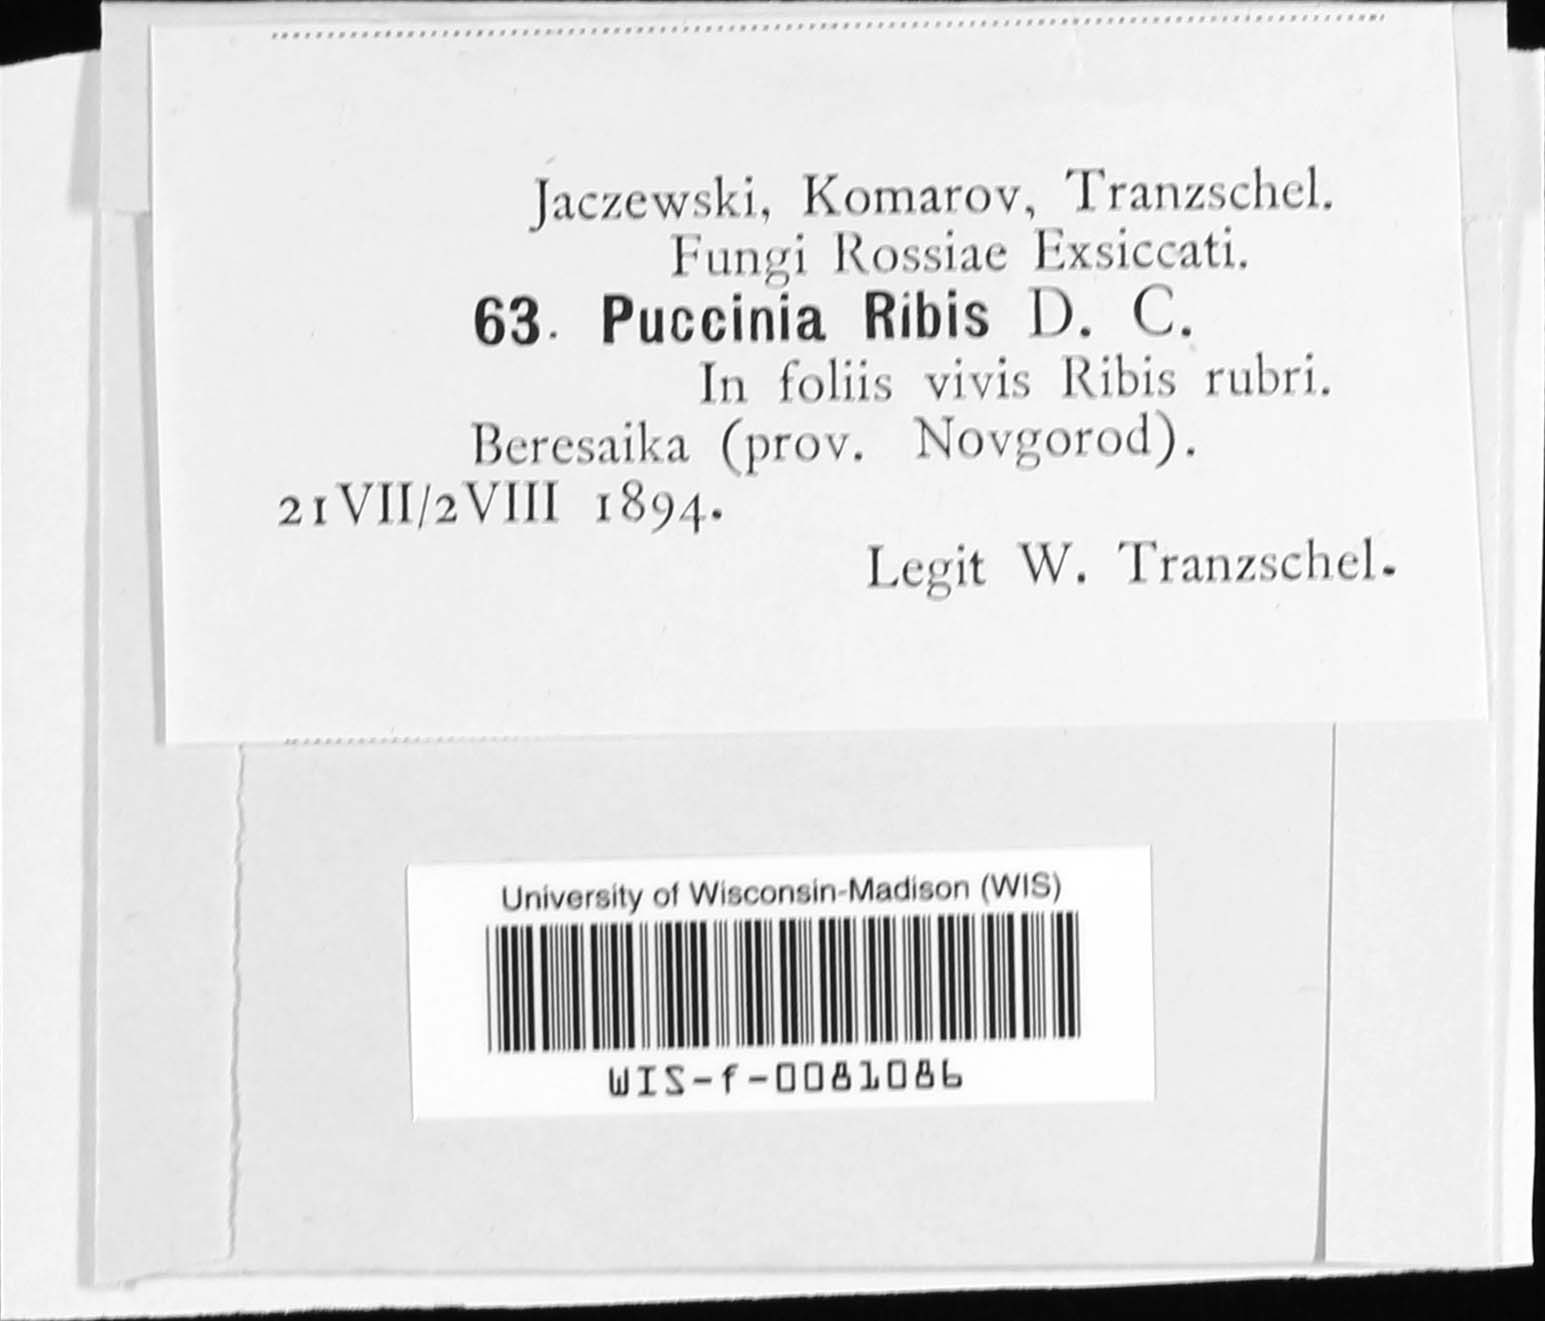 Jaczewski, Komarov, Tranzschel.
Fungi Rossiae Exsiccati.
63. Puccinia Ribis D. C.
In foliis vivis Ribis rubri.
Beresaika (prov. Novgorod).
21VII/2VIII 1894.
Legit W. Tranzschel.
University of Wisconsin-Madison (WIS)
WIS-f-0081086